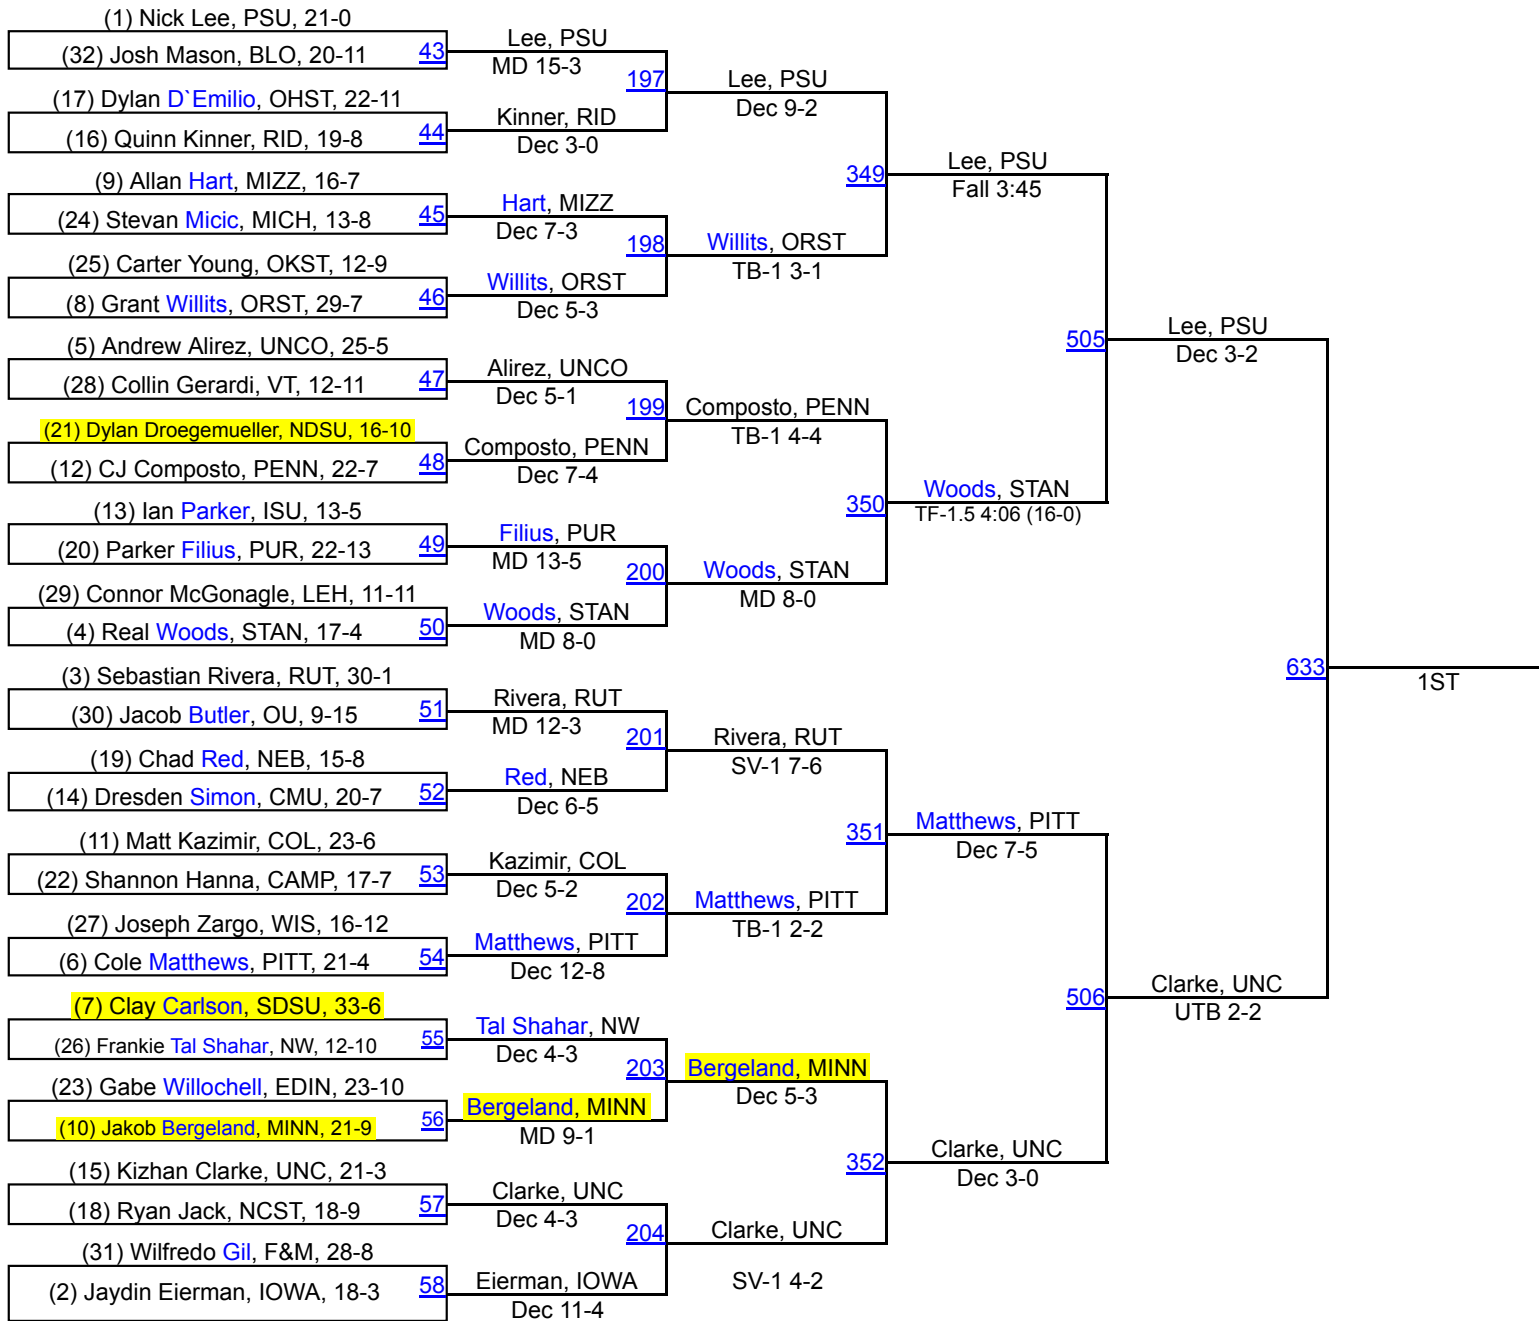 (1) Nick Lee, PSU, 21-0
(32) Josh Mason, BLO, 20-11
43
(17) Dylan D`Emilio, OHST, 22-11
(16) Quinn Kinner, RID, 19-8
44
(9) Allan Hart, MIZZ, 16-7
(24) Stevan Micic, MICH, 13-8
45
(25) Carter Young, OKST, 12-9
(8) Grant Willits, ORST, 29-7
46
(5) Andrew Alirez, UNCO, 25-5
(28) Collin Gerardi, VT, 12-11
47
(21) Dylan Droegemueller, NDSU, 16-10
(12) CJ Composto, PENN, 22-7
48
(13) Ian Parker, ISU, 13-5
(20) Parker Filius, PUR, 22-13
49
(29) Connor McGonagle, LEH, 11-11
(4) Real Woods, STAN, 17-4
50
(3) Sebastian Rivera, RUT, 30-1
(30) Jacob Butler, OU, 9-15
51
(19) Chad Red, NEB, 15-8
(14) Dresden Simon, CMU, 20-7
52
(11) Matt Kazimir, COL, 23-6
(22) Shannon Hanna, CAMP, 17-7
53
(27) Joseph Zargo, WIS, 16-12
(6) Cole Matthews, PITT, 21-4
54
(7) Clay Carlson, SDSU, 33-6
(26) Frankie Tal Shahar, NW, 12-10
55
(23) Gabe Willochell, EDIN, 23-10
(10) Jakob Bergeland, MINN, 21-9
56
(15) Kizhan Clarke, UNC, 21-3
(18) Ryan Jack, NCST, 18-9
57
(31) Wilfredo Gil, F&M, 28-8
(2) Jaydin Eierman, IOWA, 18-3
58
Lee, PSU
MD 15-3
197
Kinner, RID
Dec 3-0
Hart, MIZZ
Dec 7-3
198
Willits, ORST
Dec 5-3
Alirez, UNCO
Dec 5-1
199
Composto, PENN
Dec 7-4
Filius, PUR
MD 13-5
200
Woods, STAN
MD 8-0
Rivera, RUT
MD 12-3
201
Red, NEB
Dec 6-5
Kazimir, COL
Dec 5-2
202
Matthews, PITT
Dec 12-8
Tal Shahar, NW
Dec 4-3
203
Bergeland, MINN
MD 9-1
Clarke, UNC
Dec 4-3
204
Eierman, IOWA
Dec 11-4
Lee, PSU
Dec 9-2
349
Willits, ORST
TB-1 3-1
Composto, PENN
TB-1 4-4
350
Woods, STAN
MD 8-0
Rivera, RUT
SV-1 7-6
351
Matthews, PITT
TB-1 2-2
Bergeland, MINN
Dec 5-3
352
Clarke, UNC
SV-1 4-2
Lee, PSU
Fall 3:45
505
Woods, STAN
TF-1.5 4:06 (16-0)
Matthews, PITT
Dec 7-5
506
Clarke, UNC
Dec 3-0
Lee, PSU
Dec 3-2
633
Clarke, UNC
UTB 2-2
1ST